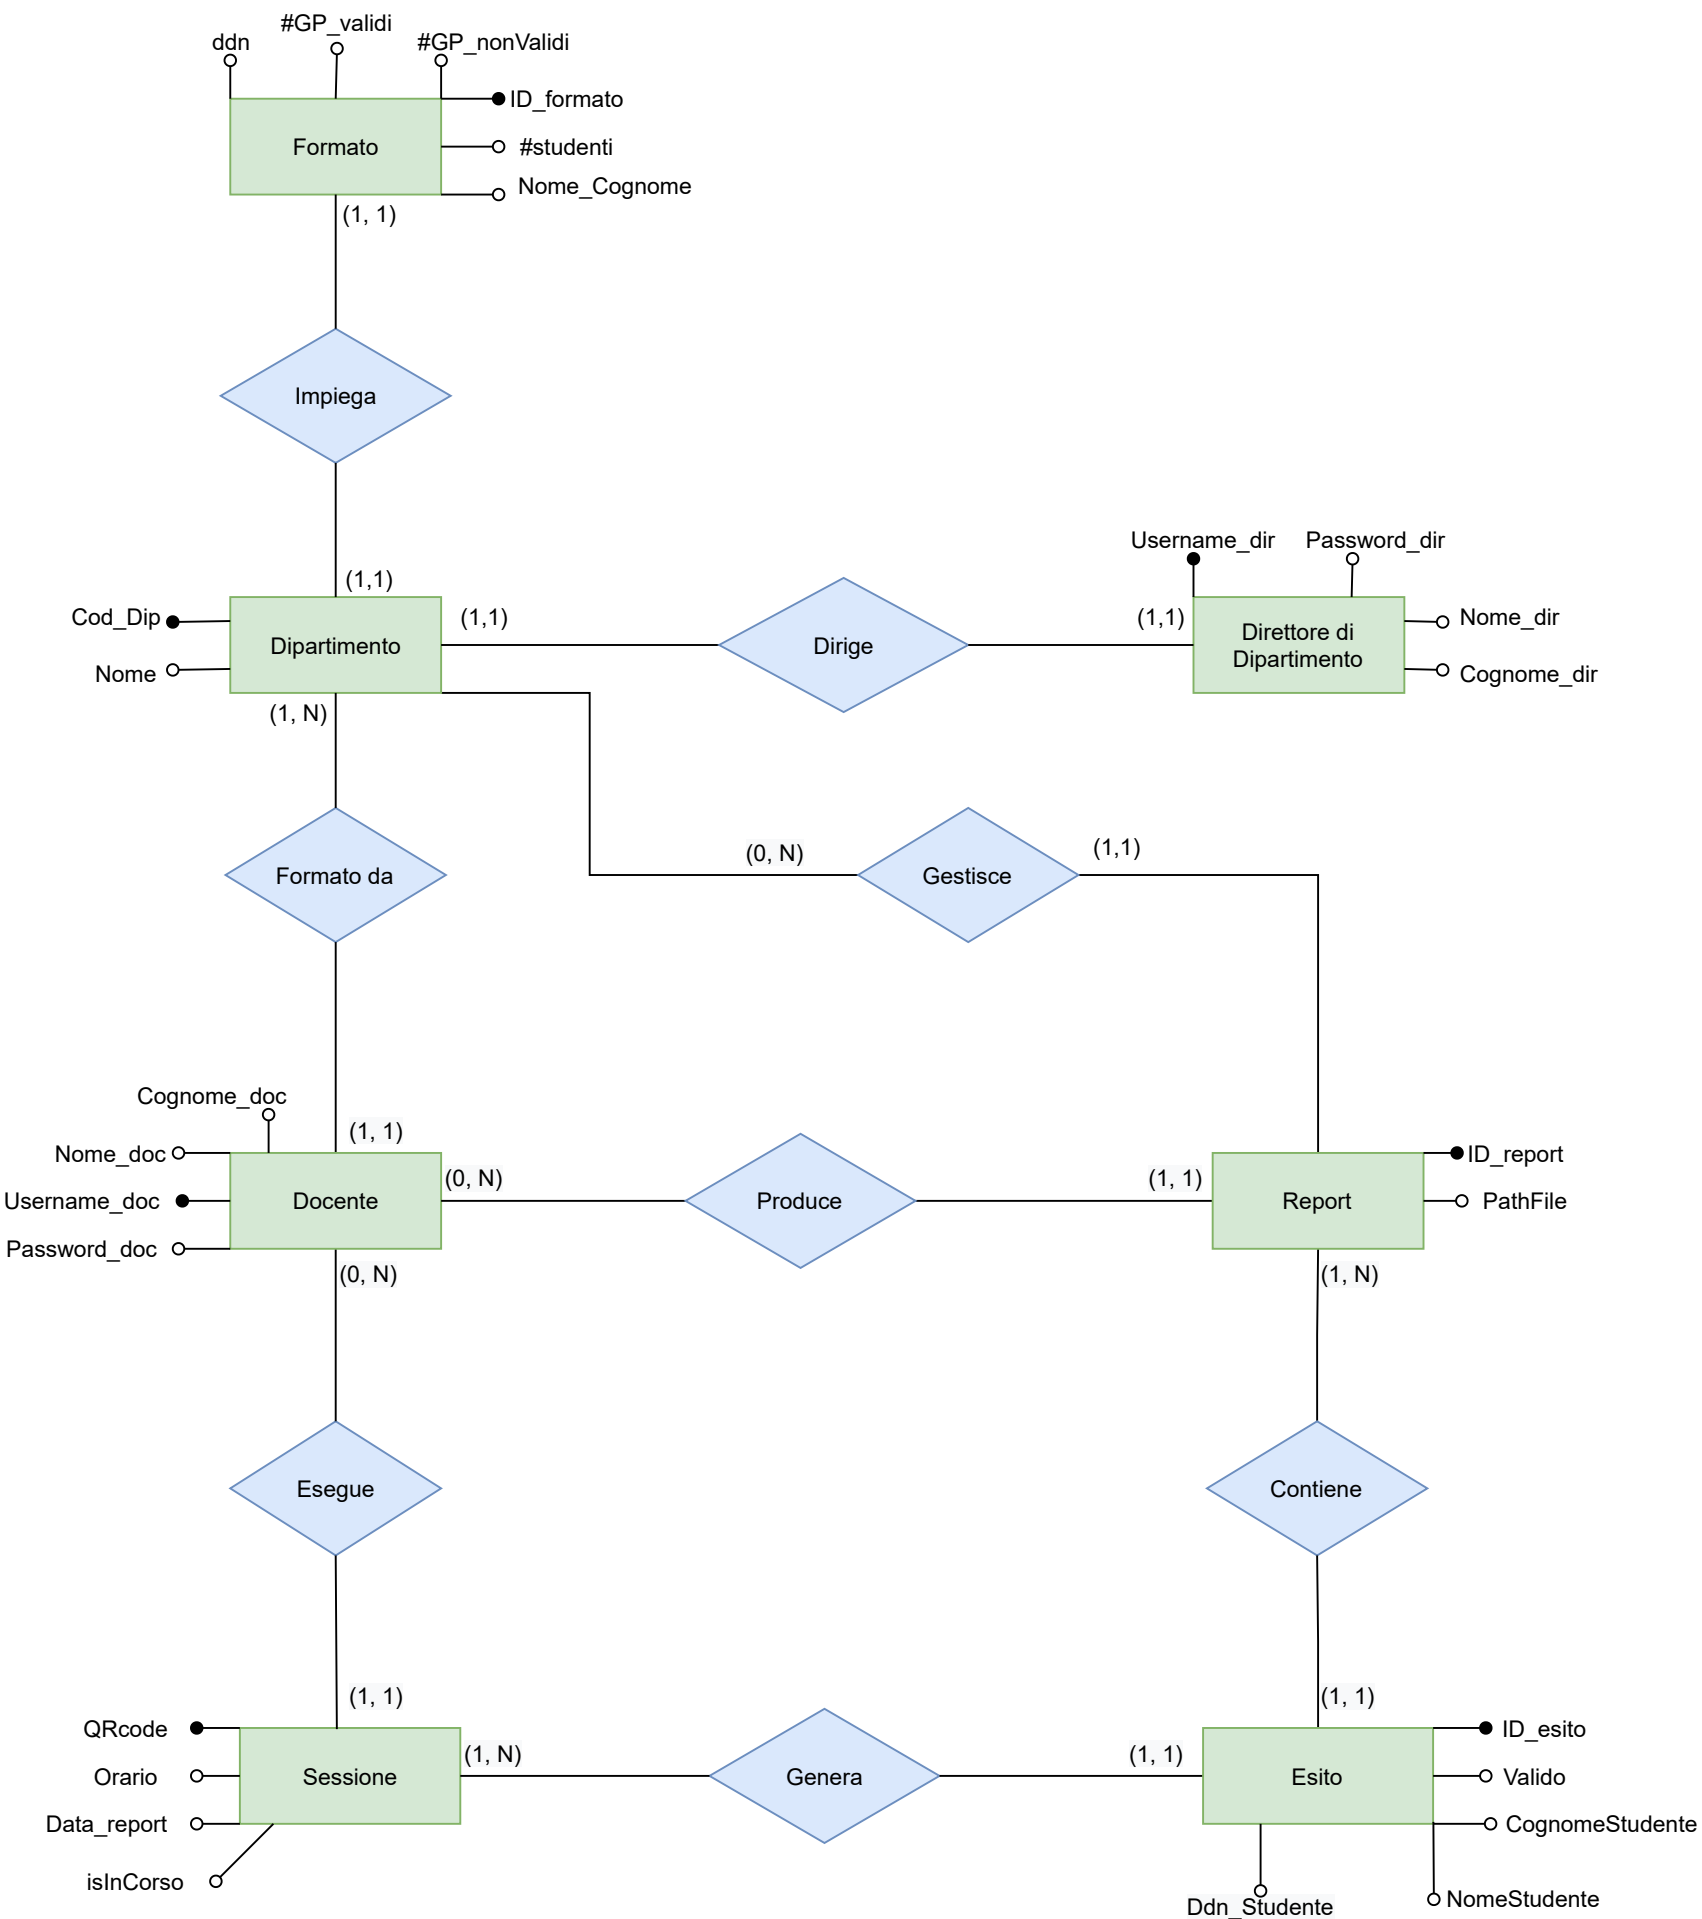 #GP_validi
ddn
#GP_nonValidi
ID_formato
Formato
#studenti
Nome_Cognome
(1, 1)
Impiega
Username_dir
Password_dir
(1,1)
Cod_Dip
(1,1)
(1,1)
Nome_dir
Dipartimento
Dirige
Direttore di
Dipartimento
Nome
Cognome_dir
(1, N)
(0, N)
(1,1)
Formato da
Gestisce
Cognome_doc
(1, 1)
Nome_doc
ID_report
(0, N)
(1, 1)
Username_doc
Docente
Produce
Report
PathFile
Password_doc
(0, N)
(1, N)
Esegue
Contiene
(1, 1)
(1, 1)
QRcode
ID_esito
(1, N)
(1, 1)
Orario
Sessione
Genera
Esito
Valido
Data_report
CognomeStudente
isInCorso
NomeStudente
Ddn_Studente